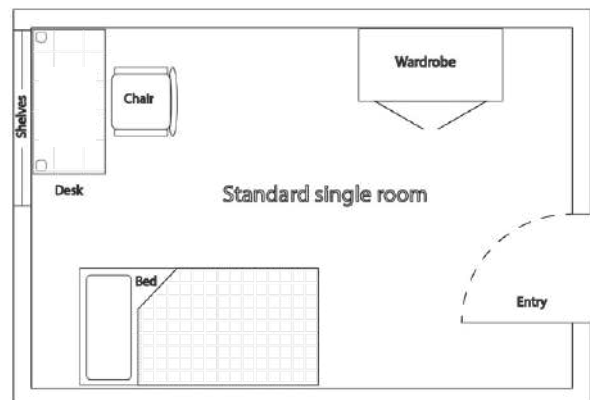 Wardrobe
Chair
Shelves
Desk
Standard single room
Bed
Entry